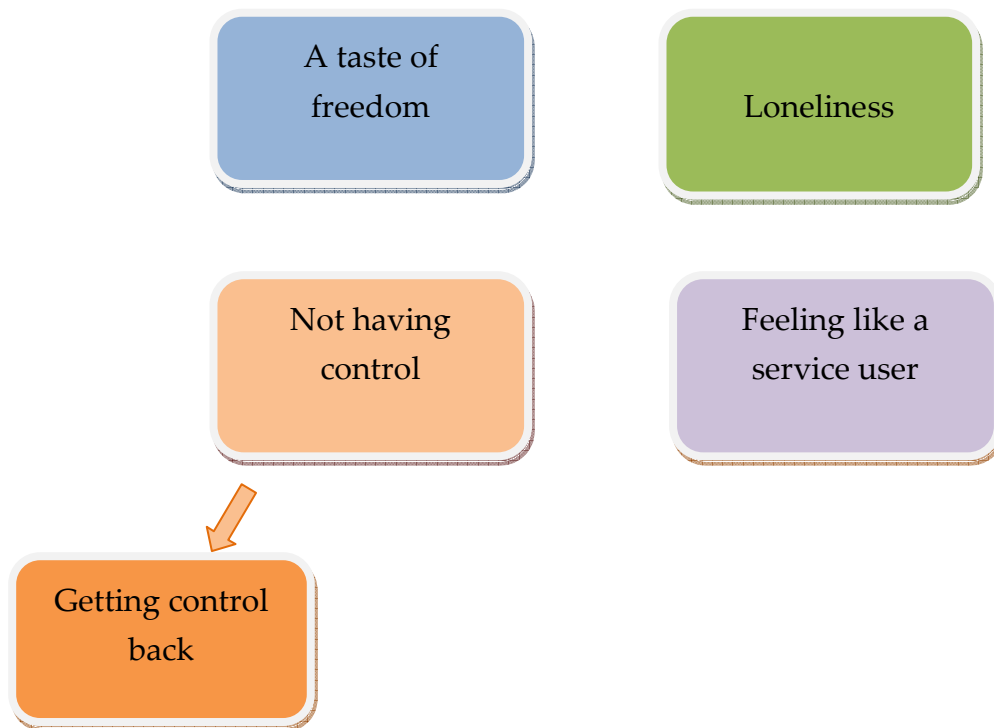 A taste of
freedom
Loneliness
Not having
control
Feeling like a
service user
Getting control
back